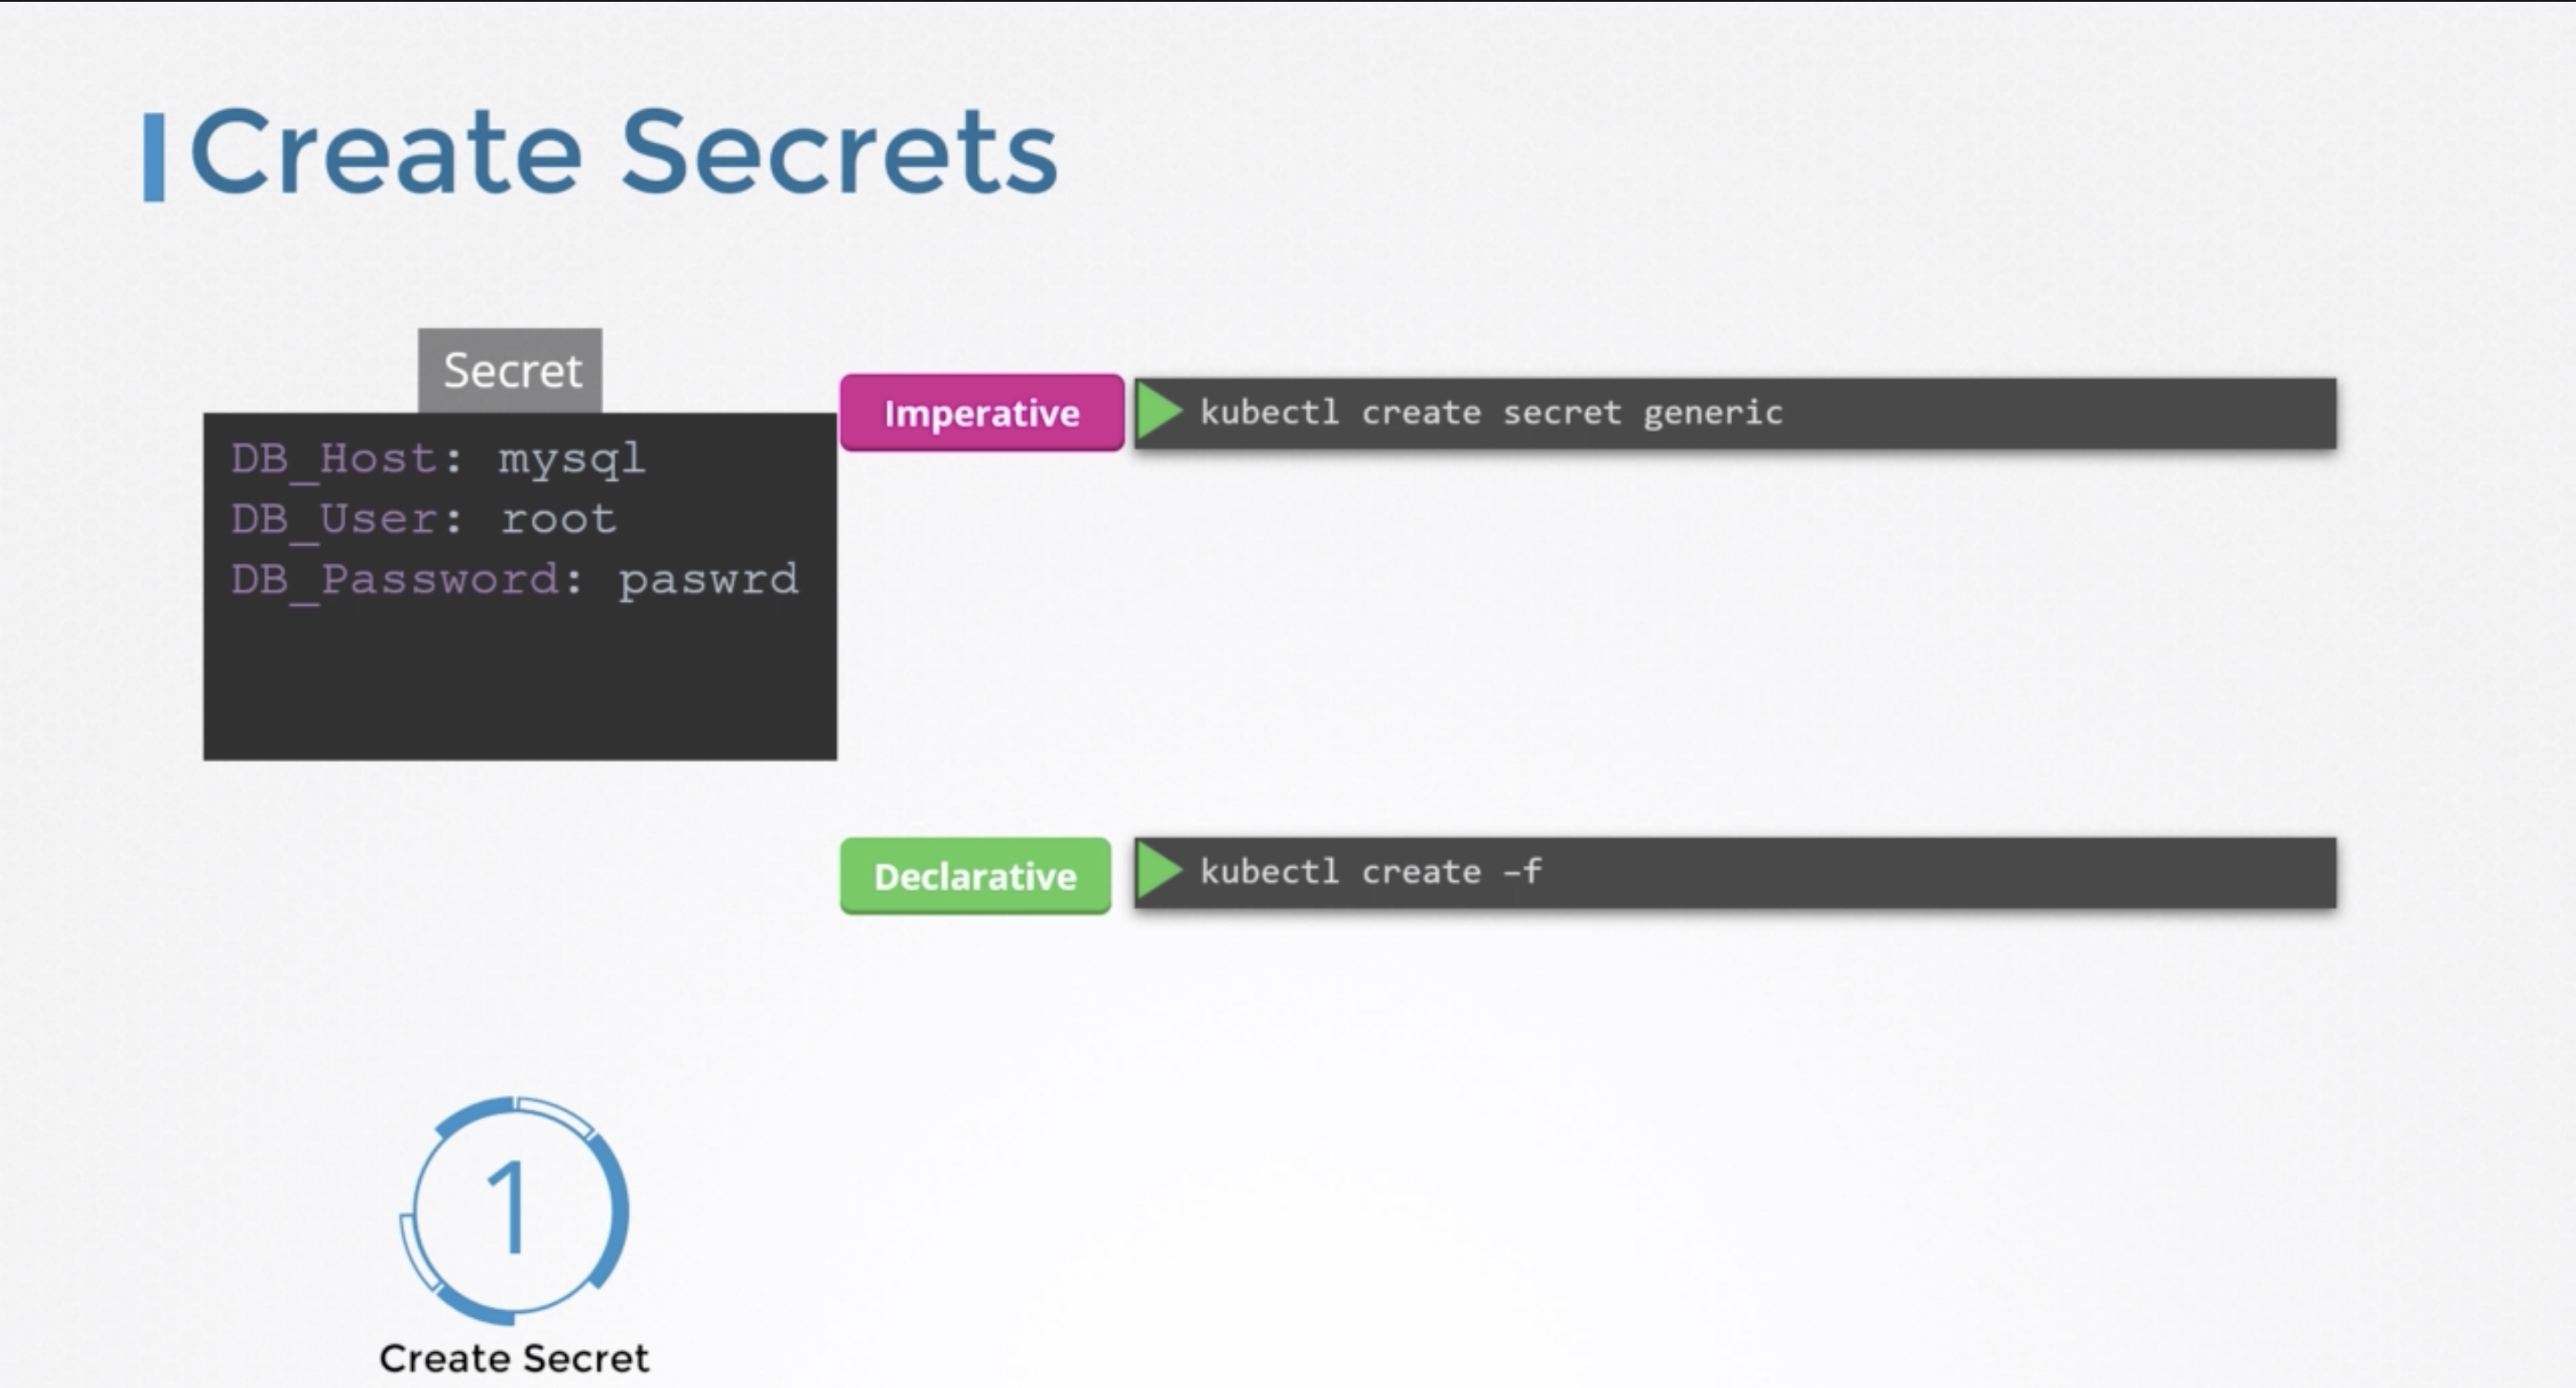 Create Secrets
Secret
DB_Host: mysql
DB_User: root
DB_Password: paswrd
Imperative
kubectl create secret generic
Declarative
kubectl create –f
1
Create Secret